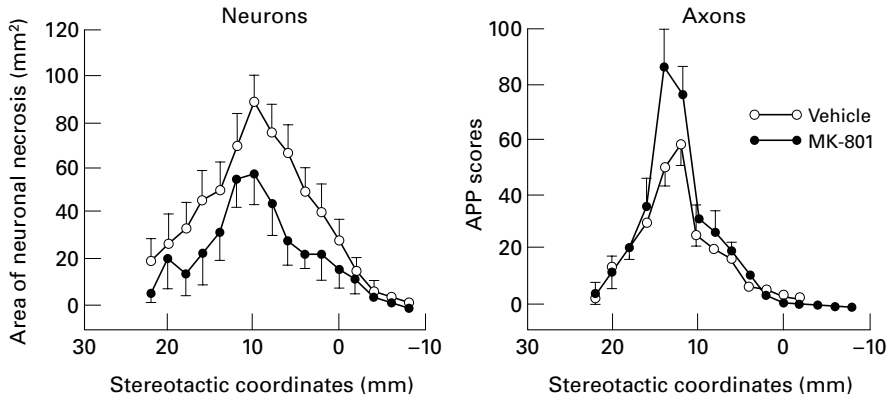 Neurons
Area of neuronal necrosis (mm²)
120
100
80
60
40
20
0
30
20
10
0
–10
Stereotactic coordinates (mm)
Axons
APP scores
100
80
60
40
20
0
30
20
10
0
–10
Stereotactic coordinates (mm)
Vehicle
MK-801